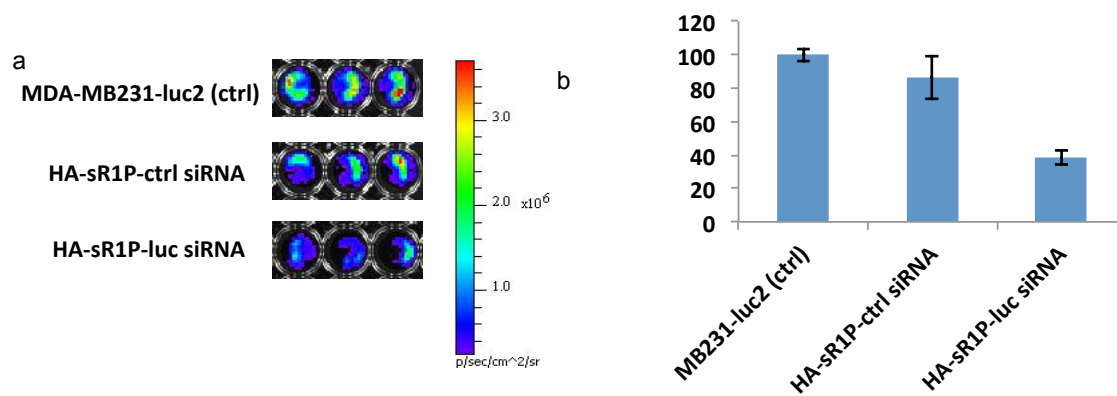 a
MDA-MB231-luc2 (ctrl)
HA-sR1P-ctrl siRNA
HA-sR1P-luc siRNA
3.0
2.0
x10⁶
1.0
p/sec/cm^2/sr
b
120
100
80
60
40
20
0
MB231-luc2 (ctrl)
HA-sR1P-ctrl siRNA
HA-sR1P-luc siRNA